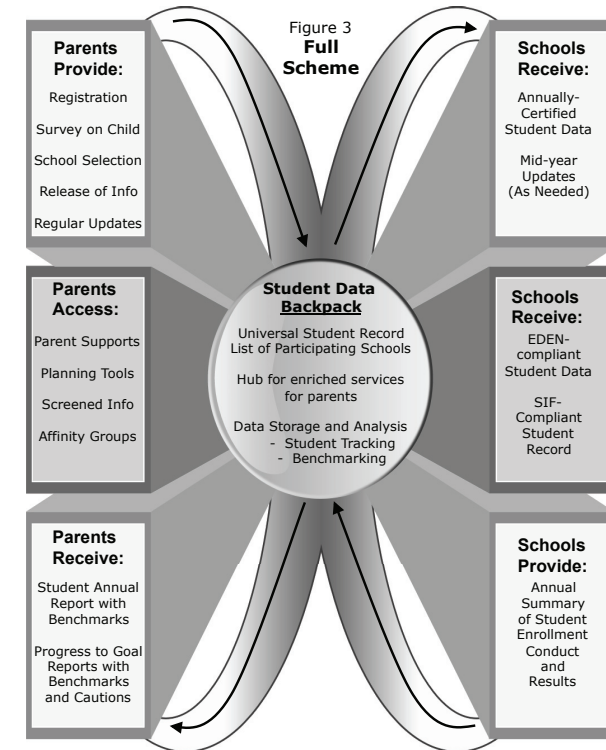 Figure 3
Full
Scheme
Parents
Provide:
Registration
Survey on Child
School Selection
Release of Info
Regular Updates
Schools
Receive:
Annually-
Certified
Student Data
Mid-year
Updates
(As Needed)
Parents
Access:
Parent Supports
Planning Tools
Screened Info
Affinity Groups
Student Data
Backpack
Universal Student Record
List of Participating Schools
Hub for enriched services
for parents
Data Storage and Analysis
- Student Tracking
- Benchmarking
Schools
Receive:
EDEN-
compliant
Student Data
SIF-
Compliant
Student
Record
Parents
Receive:
Student Annual
Report with
Benchmarks
Progress to Goal
Reports with
Benchmarks
and Cautions
Schools
Provide:
Annual
Summary
of Student
Enrollment
Conduct
and
Results